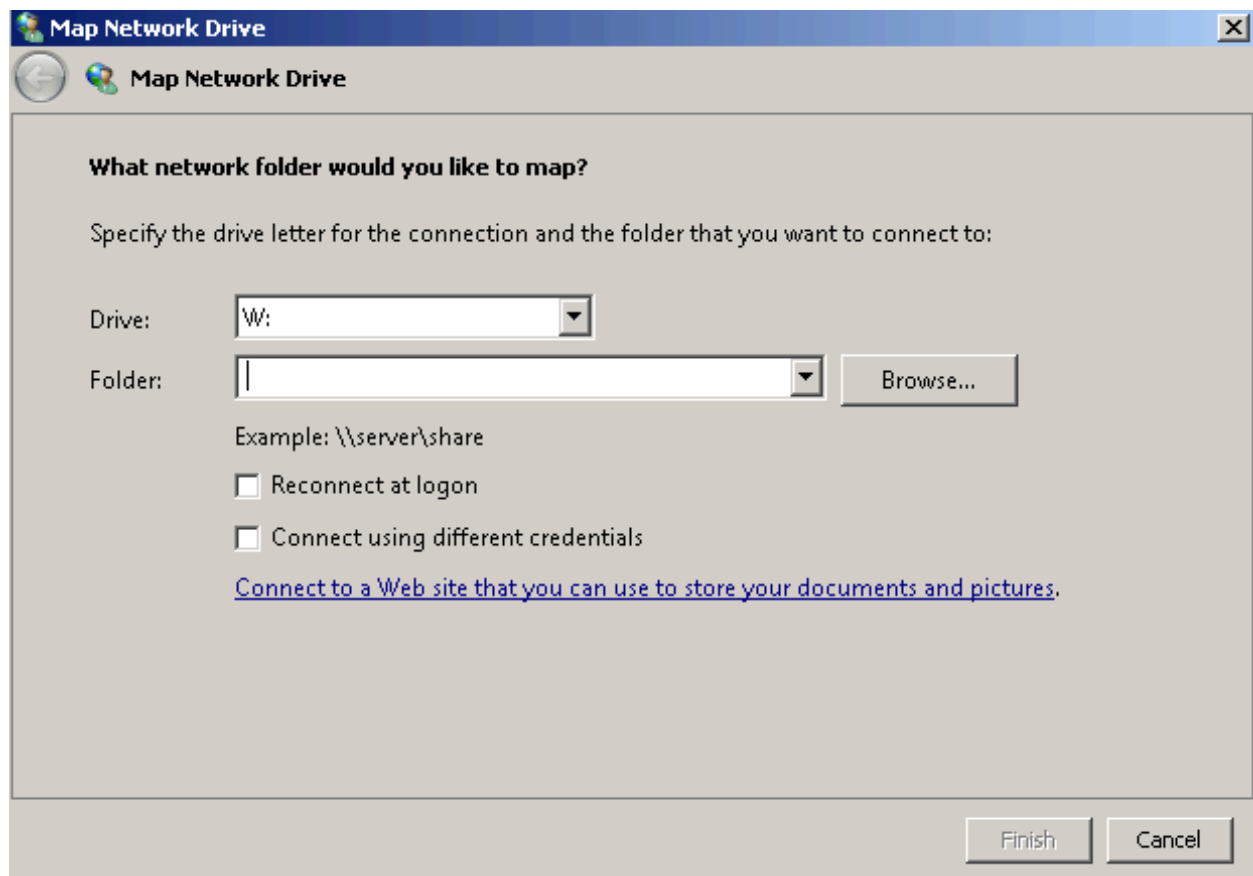 Map Network Drive
Map Network Drive
What network folder would you like to map?
Specify the drive letter for the connection and the folder that you want to connect to:
Drive: W:
Folder: Browse...
Example: \\server\share
Reconnect at logon
Connect using different credentials
Connect to a Web site that you can use to store your documents and pictures.
Finish Cancel